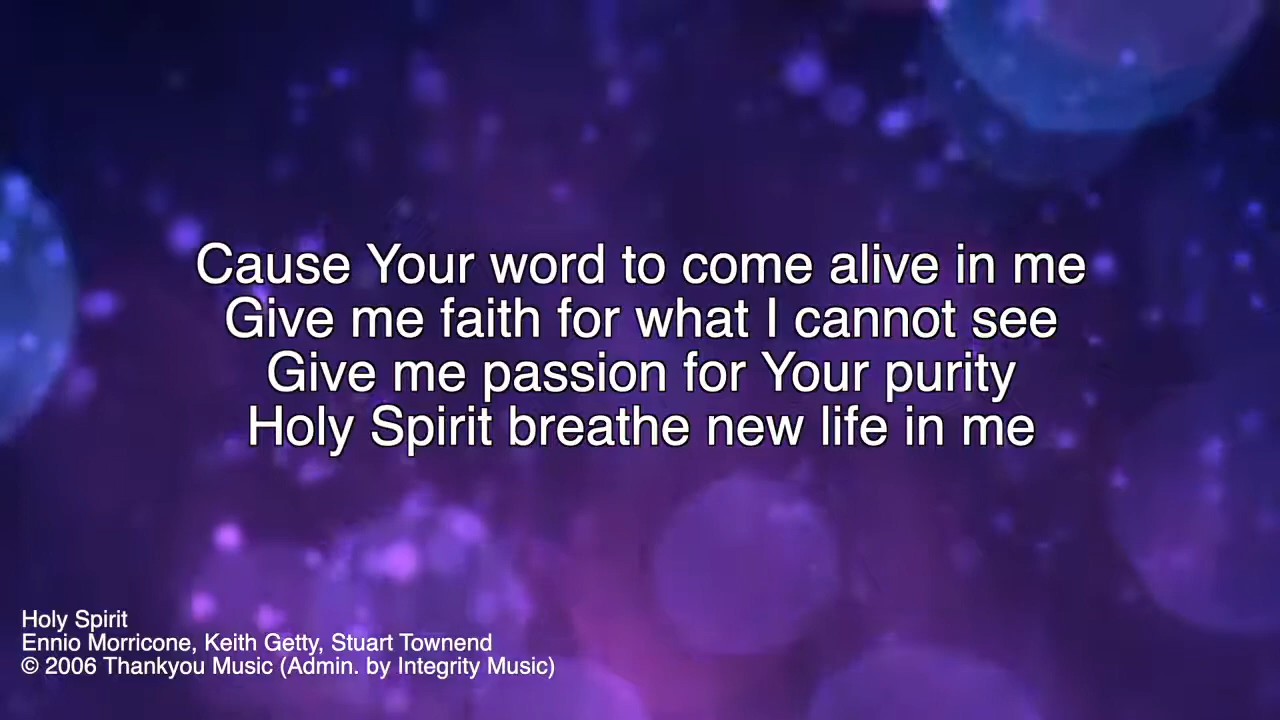 Cause Your word to come alive in me
Give me faith for what I cannot see
Give me passion for Your purity
Holy Spirit breathe new life in me
Holy Spirit
Ennio Morricone, Keith Getty, Stuart Townend
© 2006 Thankyou Music (Admin. by Integrity Music)